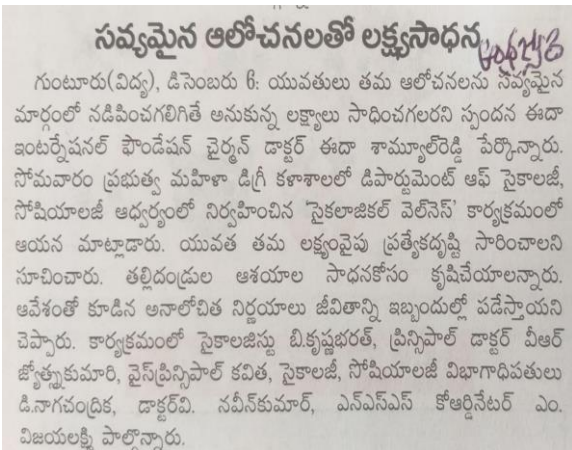 సవ్యమైన ఆలోచనలతో లక్ష్యసాధన
గుంటూరు(విద్య), డిసెంబరు 6: యువతులు తమ ఆలోచనలను సవ్యమైన
మార్గంలో నడిపించగలిగితే అనుకున్న లక్ష్యాలు సాధించగలరని స్పందన ఈదా
ఇంటర్నేషనల్ ఫౌండేషన్ చైర్మన్ డాక్టర్ ఈదా శామ్యూల్‌రెడ్డి పేర్కొన్నారు.
సోమవారం ప్రభుత్వ మహిళా డిగ్రీ కళాశాలలో డిపార్టుమెంట్ ఆఫ్ సైకాలజీ,
సోషియాలజీ ఆధ్వర్యంలో నిర్వహించిన 'సైకలాజికల్ వెల్‌నెస్' కార్యక్రమంలో
ఆయన మాట్లాడారు. యువత తమ లక్ష్యంవైపు ప్రత్యేకదృష్టి సారించాలని
సూచించారు. తల్లిదండ్రుల ఆశయాల సాధనకోసం కృషిచేయాలన్నారు.
ఆవేశంతో కూడిన అనాలోచిత నిర్ణయాలు జీవితాన్ని ఇబ్బందుల్లో పడేస్తాయని
చెప్పారు. కార్యక్రమంలో సైకాలజిస్టు బి.కృష్ణభరత్, ప్రిన్సిపాల్ డాక్టర్ వీఆర్
జ్యోత్స్నకుమారి, వైస్‌ప్రిన్సిపాల్ కవిత, సైకాలజీ, సోషియాలజీ విభాగాధిపతులు
డి.నాగచంద్రిక, డాక్టర్‌వి. నవీన్‌కుమార్, ఎన్ఎస్ఎస్ కోఆర్డినేటర్ ఎం.
విజయలక్ష్మి పాల్గొన్నారు.